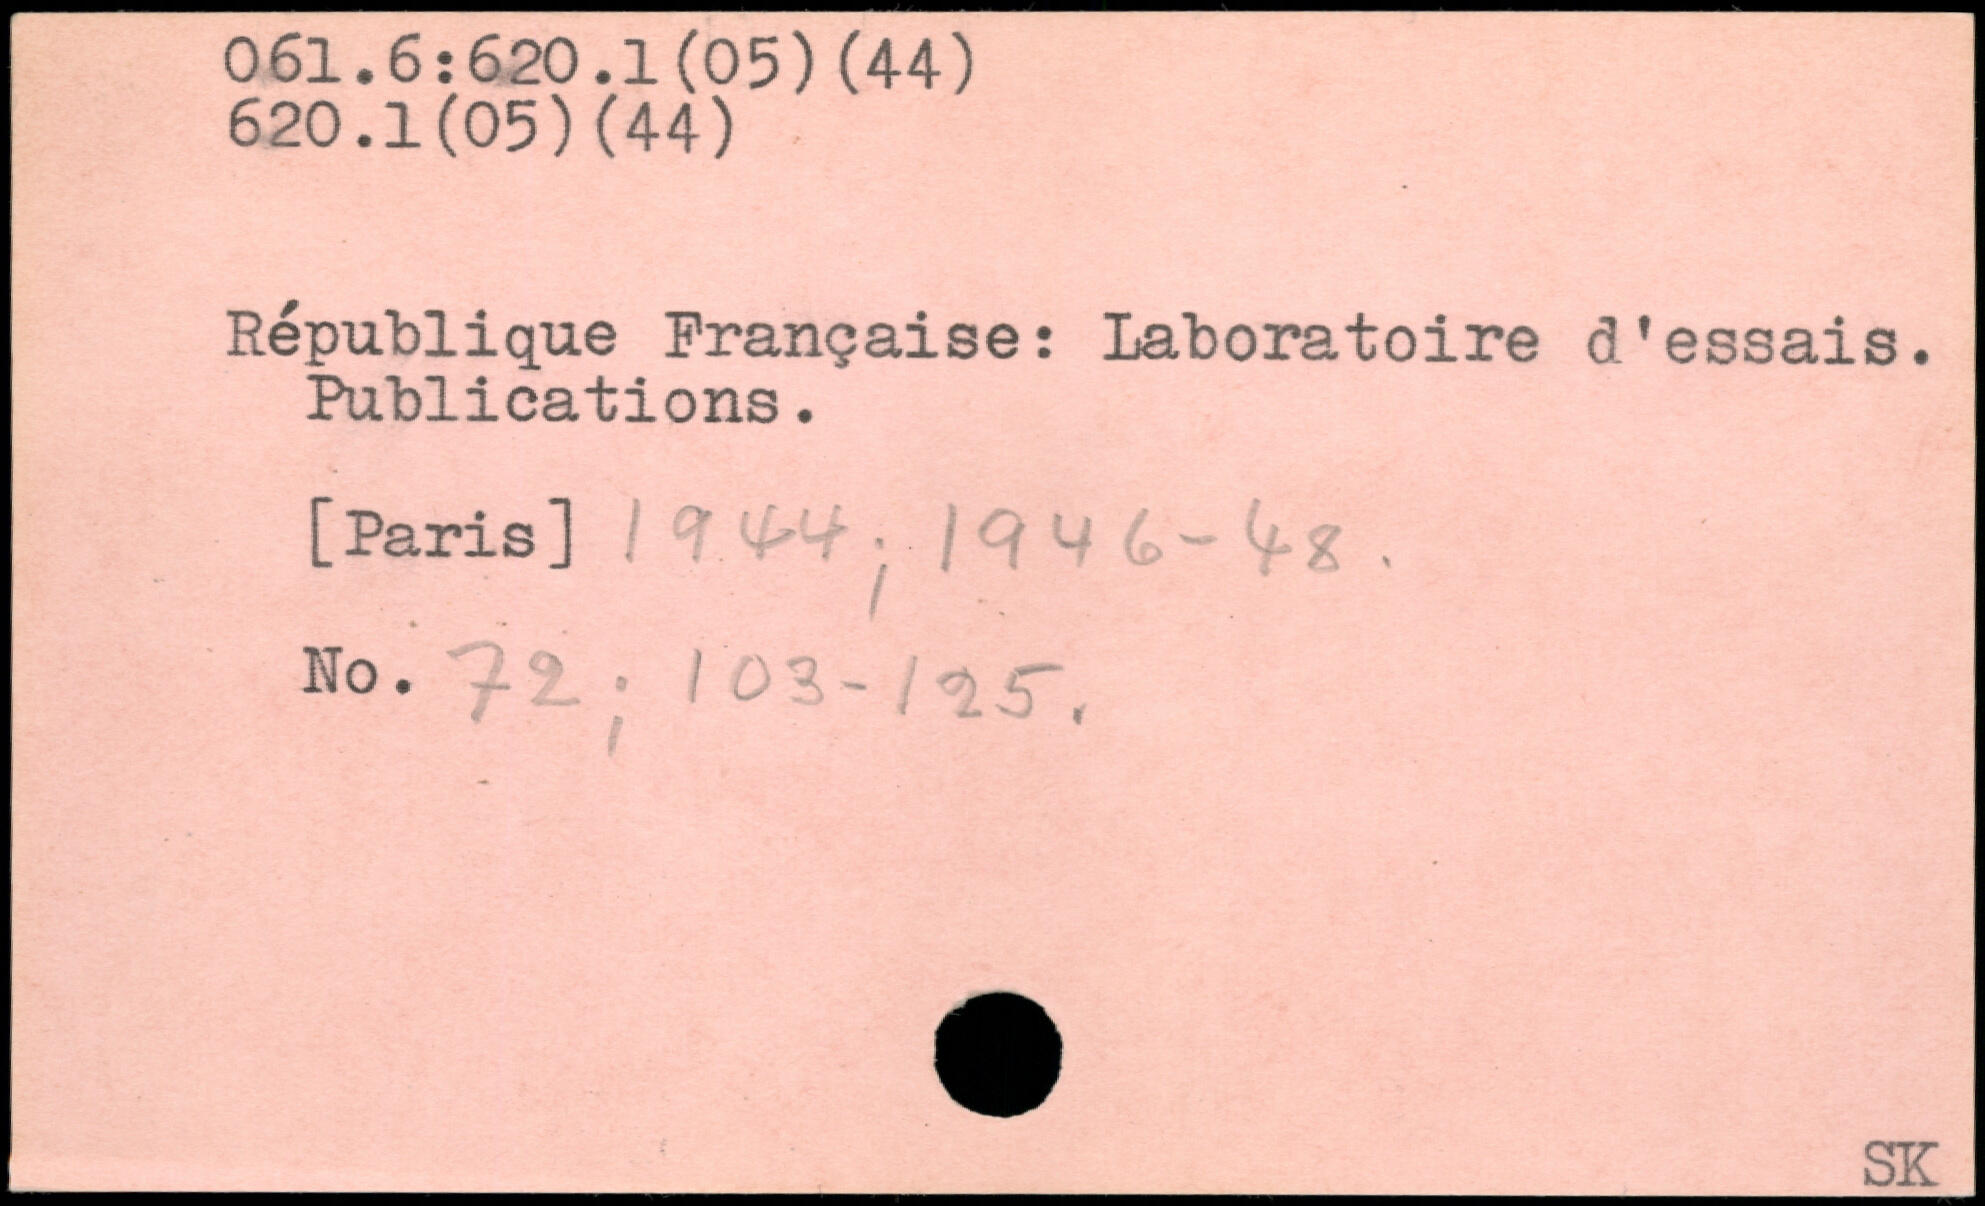 061.6:620.1(05)(44)
620.1(05)(44)
République Française: Laboratoire d'essais.
Publications.
[Paris] 1944; 1946-48.
No. 72; 103-125.
SK